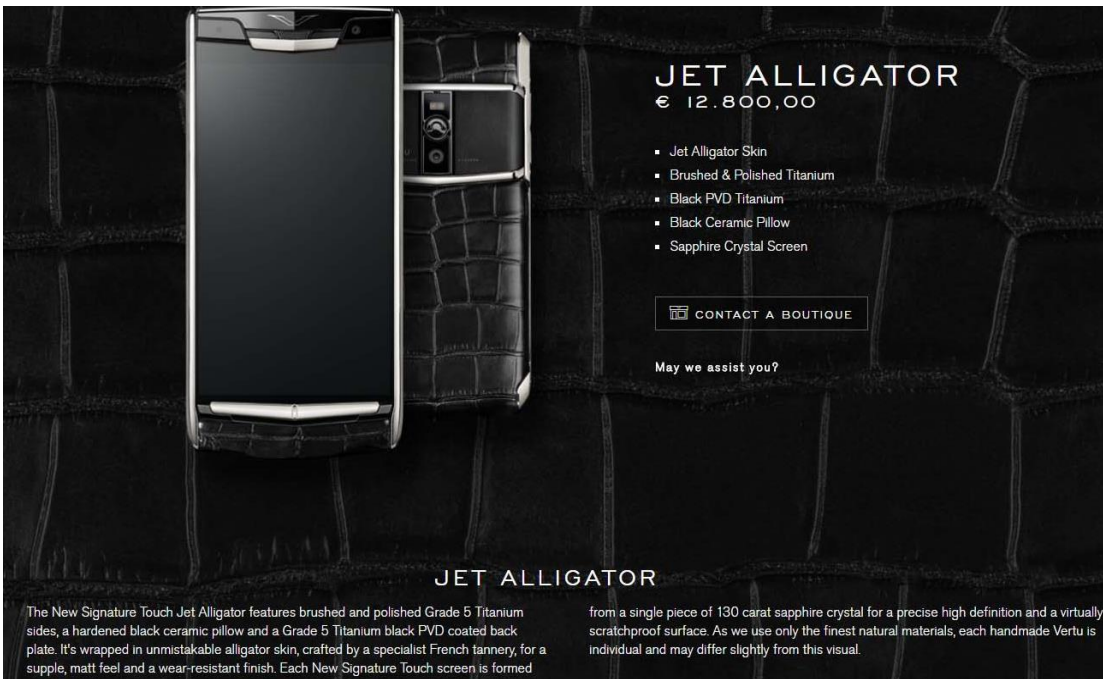 JET ALLIGATOR
€ 12.800,00
Jet Alligator Skin
Brushed & Polished Titanium
Black PVD Titanium
Black Ceramic Pillow
Sapphire Crystal Screen
CONTACT A BOUTIQUE
May we assist you?
JET ALLIGATOR
The New Signature Touch Jet Alligator features brushed and polished Grade 5 Titanium
sides, a hardened black ceramic pillow and a Grade 5 Titanium black PVD coated back
plate. It's wrapped in unmistakable alligator skin, crafted by a specialist French tannery, for a
supple, matt feel and a wear-resistant finish. Each New Signature Touch screen is formed
from a single piece of 130 carat sapphire crystal for a precise high definition and a virtually
scratchproof surface. As we use only the finest natural materials, each handmade Vertu is
individual and may differ slightly from this visual.